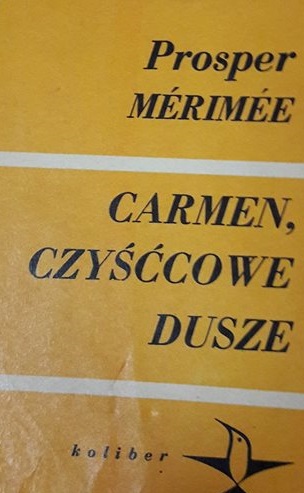 Prosper
MÉRIMÉE
CARMEN,
CZYŚĆCOWE
DUSZE
koliber